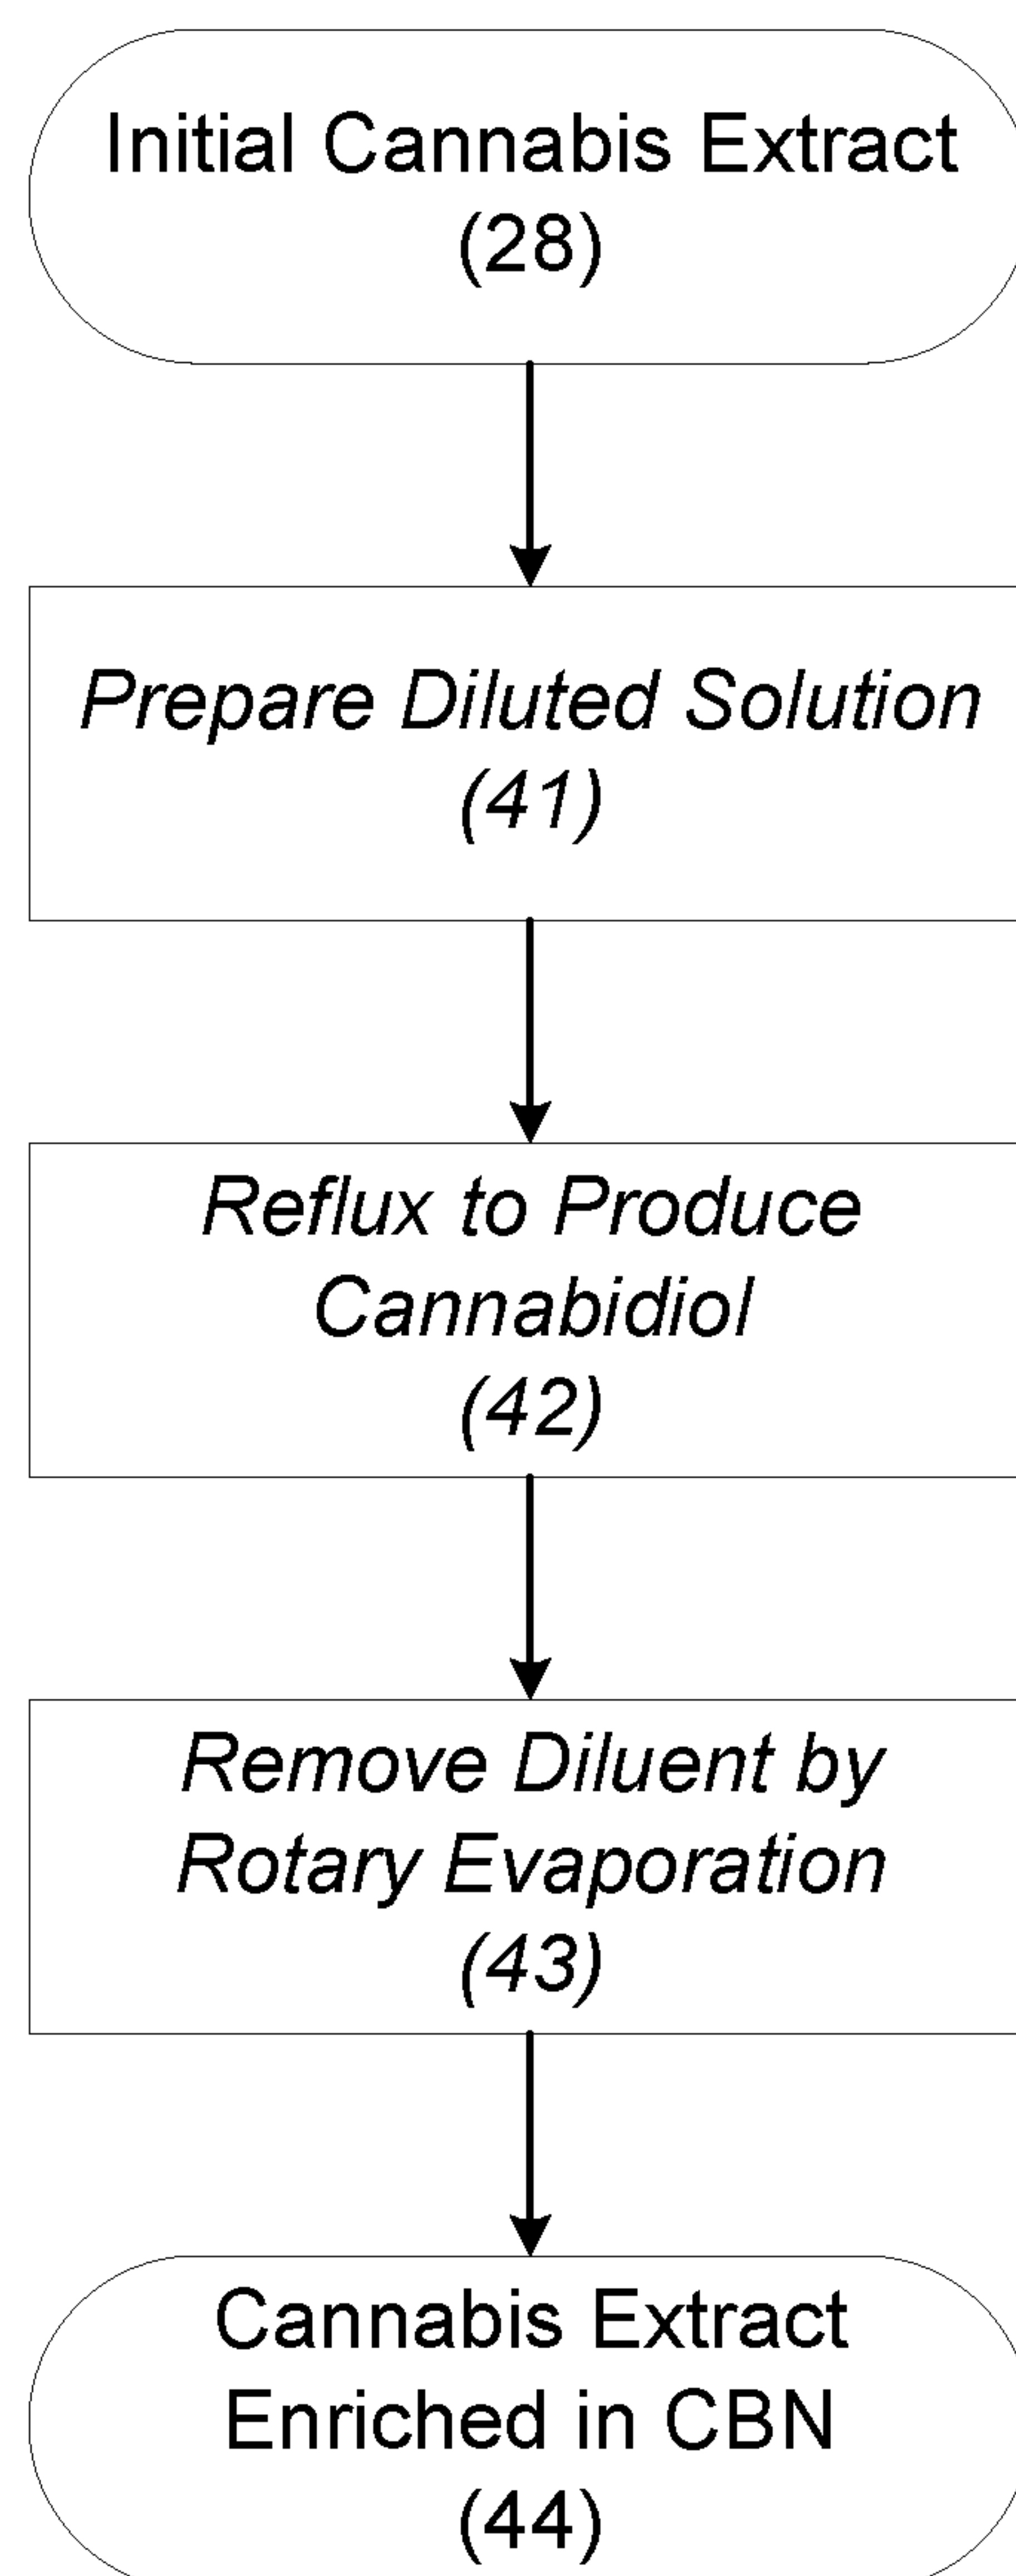 Initial Cannabis Extract
(28)
Prepare Diluted Solution
(41)
Reflux to Produce
Cannabidiol
(42)
Remove Diluent by
Rotary Evaporation
(43)
Cannabis Extract
Enriched in CBN
(44)